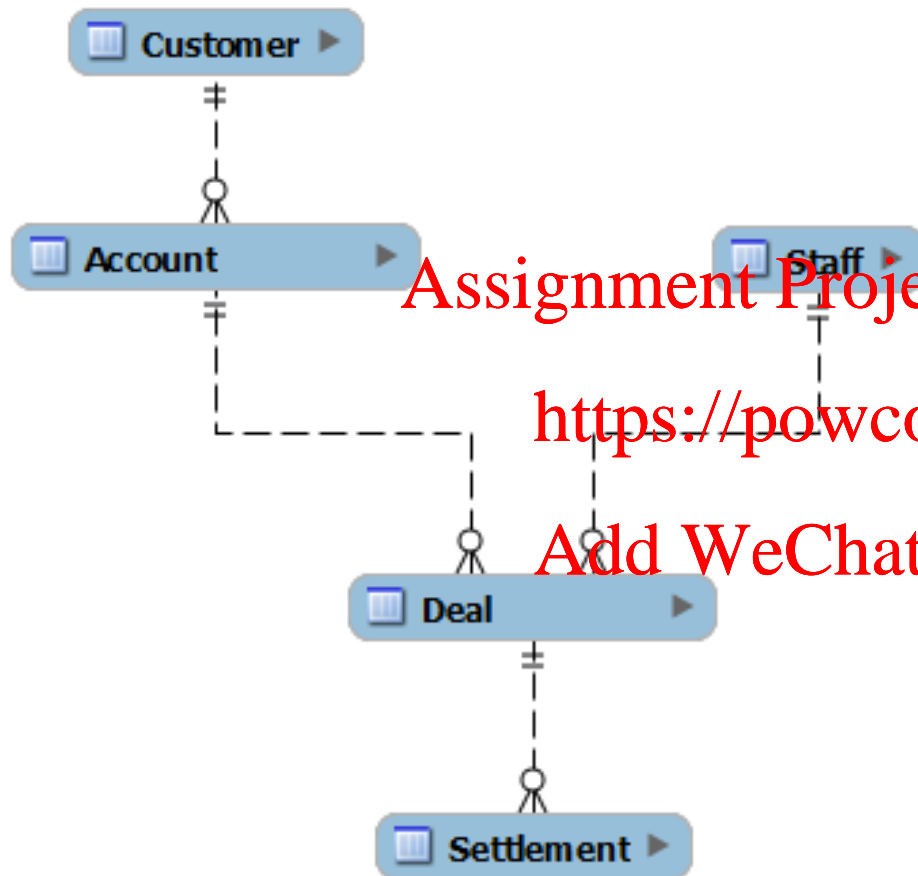 Customer
Account
Staff
Assignment Proje
https://powco
Add WeChat
Deal
Settlement